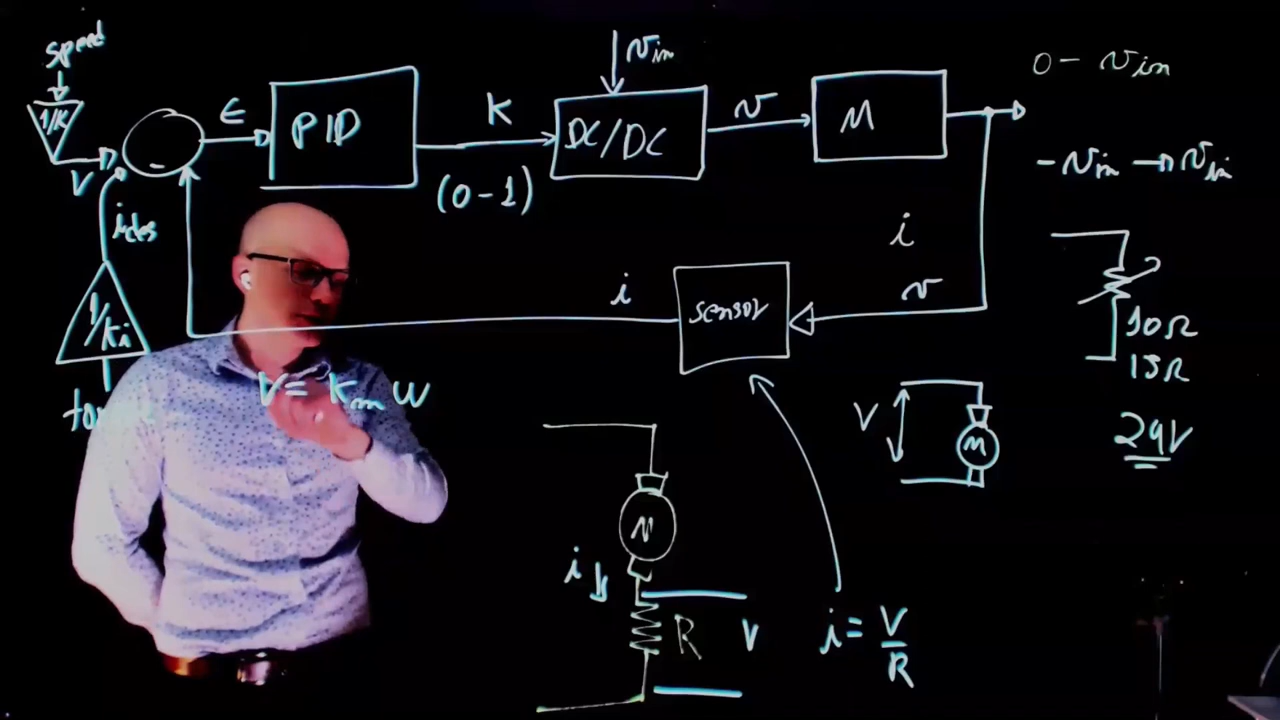 speed
1/K
V
ides
1/Ki
ϵ
PID
K
(0-1)
vin
DC/DC
v
M
0 - vin
-vin → vin
i
v
sensor
i
10Ω
15Ω
24V
V
M
V = Km ω
M
i
R
V
i = V/R